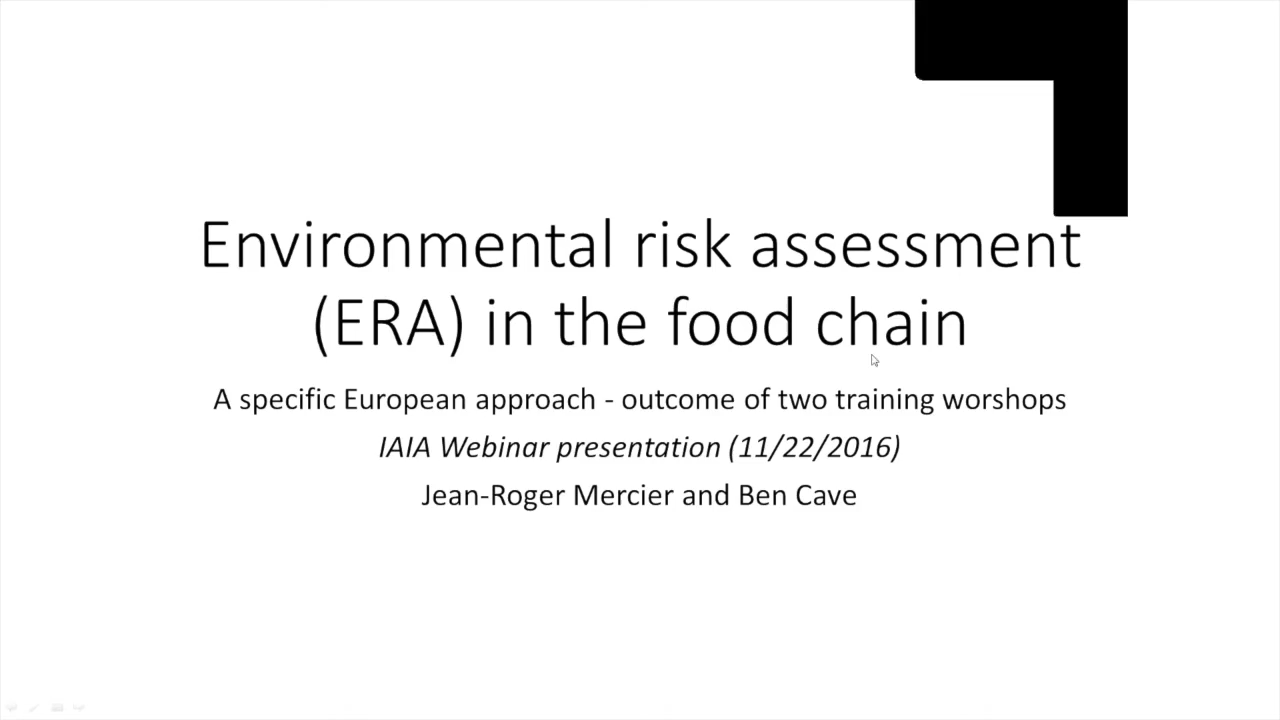 Environmental risk assessment
(ERA) in the food chain
A specific European approach - outcome of two training worshops
IAIA Webinar presentation (11/22/2016)
Jean-Roger Mercier and Ben Cave